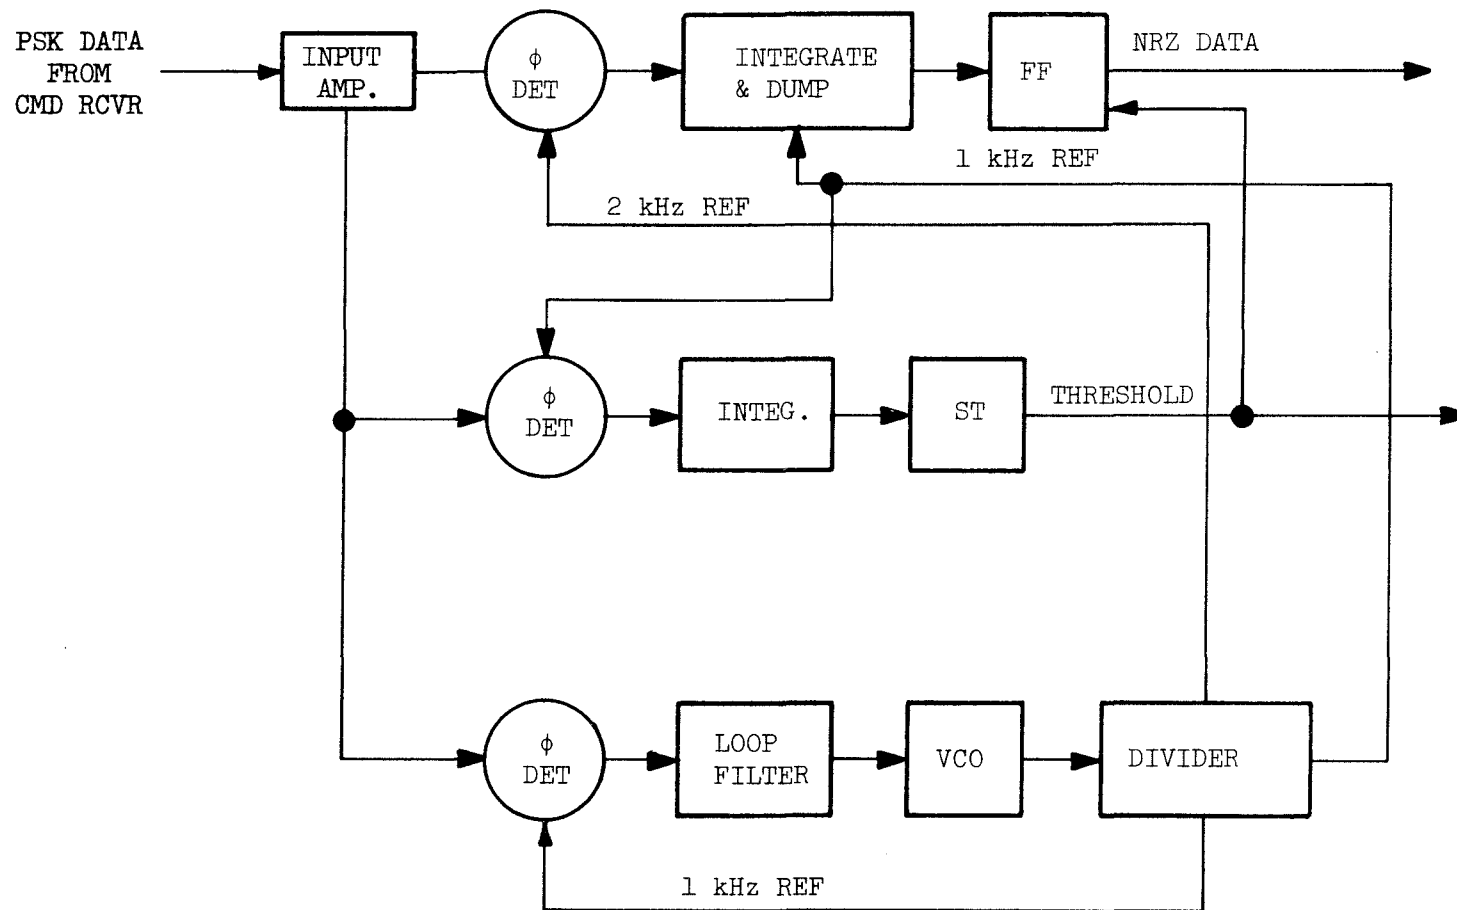 PSK DATA
FROM
CMD RCVR
INPUT
AMP.
ϕ
DET
INTEGRATE
& DUMP
FF
NRZ DATA
1 kHz REF
2 kHz REF
ϕ
DET
INTEG.
ST
THRESHOLD
ϕ
DET
LOOP
FILTER
VCO
DIVIDER
1 kHz REF